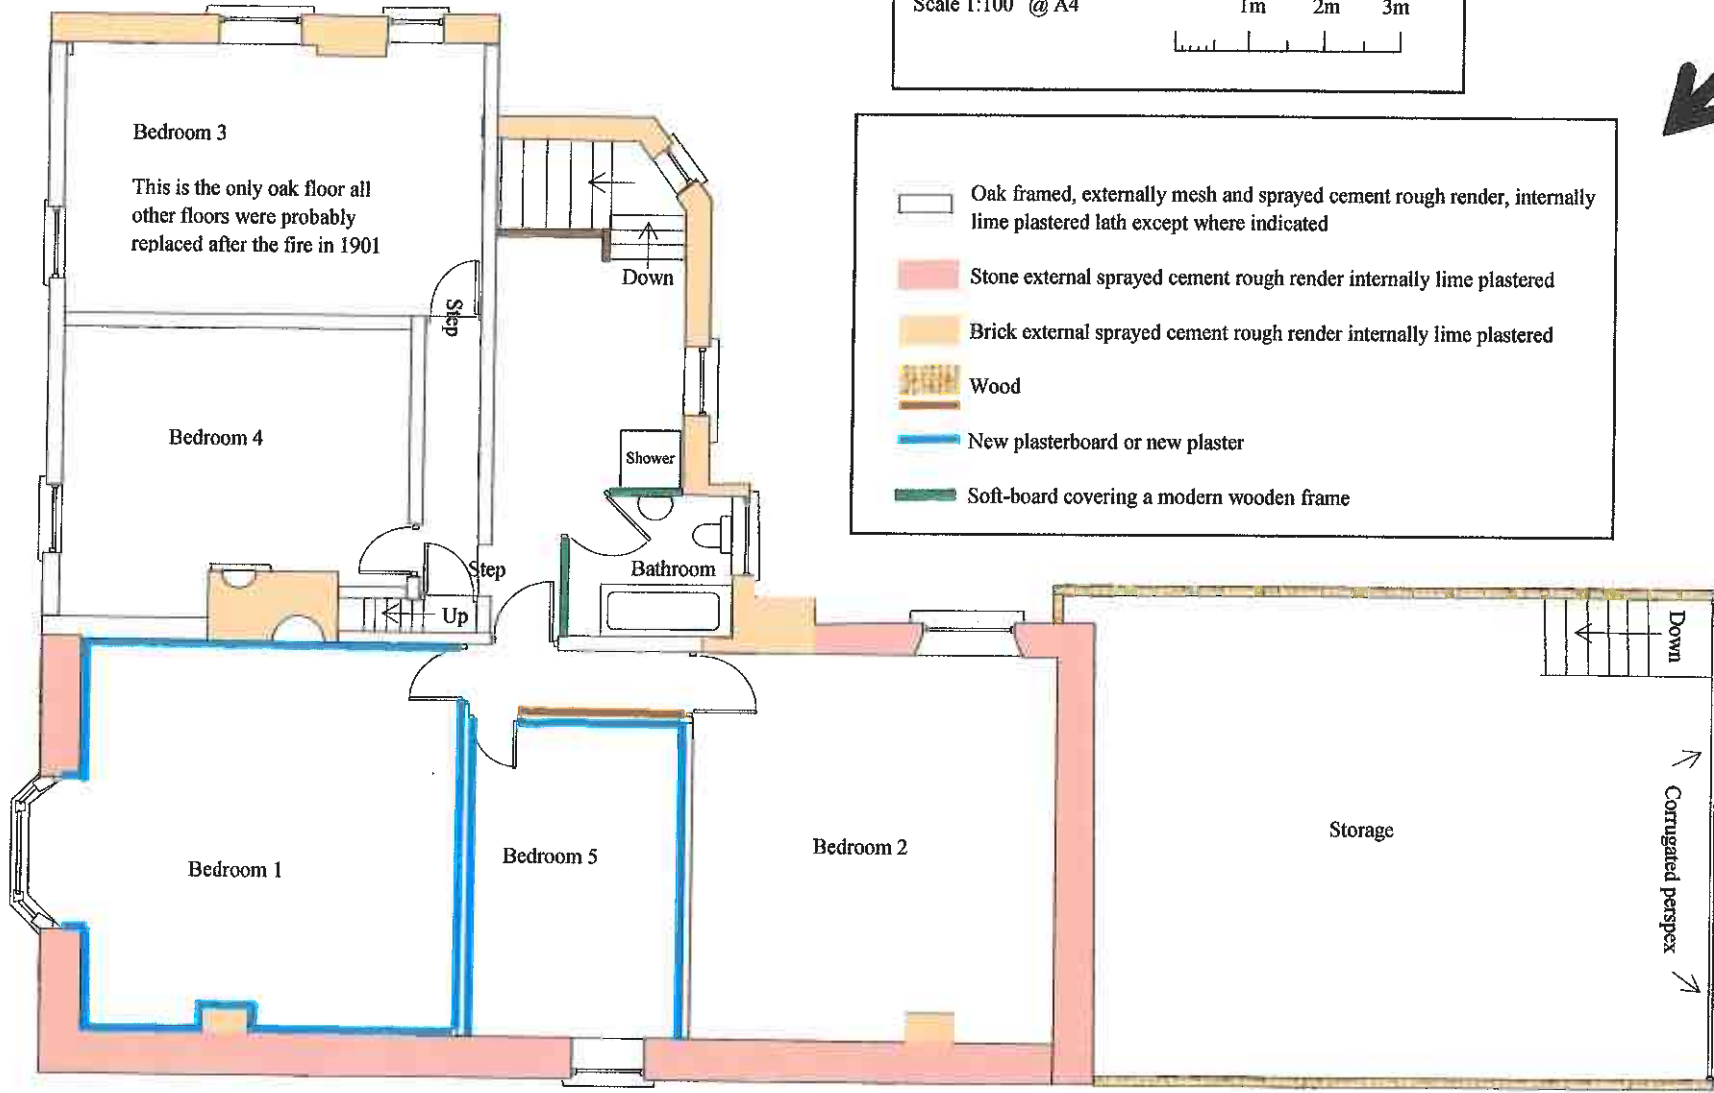 Scale 1:100 @ A4
1m 2m 3m
Bedroom 3
This is the only oak floor all
other floors were probably
replaced after the fire in 1901
Step
Down
Oak framed, externally mesh and sprayed cement rough render, internally
lime plastered lath except where indicated
Stone external sprayed cement rough render internally lime plastered
Brick external sprayed cement rough render internally lime plastered
Wood
New plasterboard or new plaster
Soft-board covering a modern wooden frame
Bedroom 4
Shower
Step
Bathroom
Up
Down
Bedroom 1
Bedroom 5
Bedroom 2
Storage
Corrugated perspex